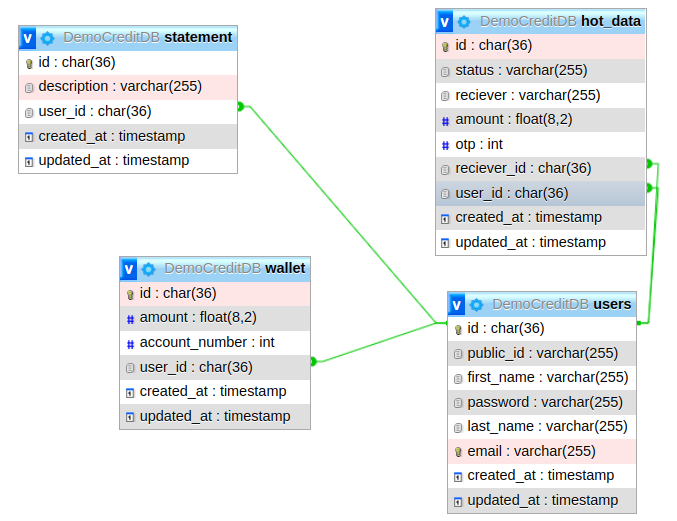 DemoCreditDB statement
id : char(36)
description : varchar(255)
user_id : char(36)
created_at : timestamp
updated_at : timestamp
DemoCreditDB hot_data
id : char(36)
status : varchar(255)
reciever : varchar(255)
# amount : float(8,2)
# otp : int
reciever_id : char(36)
user_id : char(36)
created_at : timestamp
updated_at : timestamp
DemoCreditDB wallet
id : char(36)
# amount : float(8,2)
# account_number : int
user_id : char(36)
created_at : timestamp
updated_at : timestamp
DemoCreditDB users
id : char(36)
public_id : varchar(255)
first_name : varchar(255)
password : varchar(255)
last_name : varchar(255)
email : varchar(255)
created_at : timestamp
updated_at : timestamp